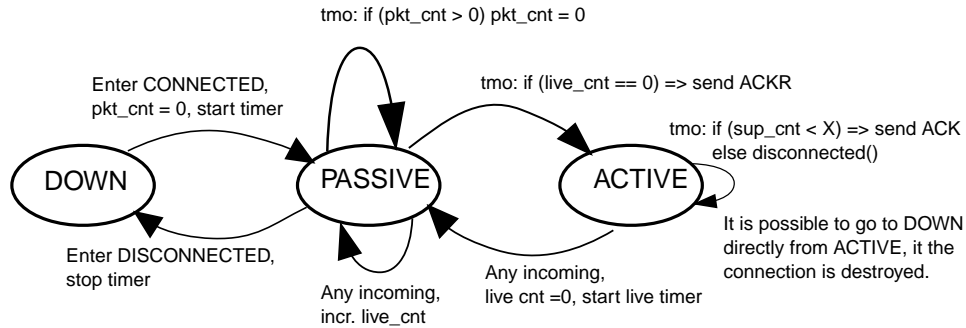 tmo: if (pkt_cnt > 0) pkt_cnt = 0
Enter CONNECTED,
pkt_cnt = 0, start timer
tmo: if (live_cnt == 0) => send ACKR
tmo: if (sup_cnt < X) => send ACK
else disconnected()
DOWN
PASSIVE
ACTIVE
Enter DISCONNECTED,
stop timer
Any incoming,
incr. live_cnt
Any incoming,
live cnt =0, start live timer
It is possible to go to DOWN
directly from ACTIVE, it the
connection is destroyed.